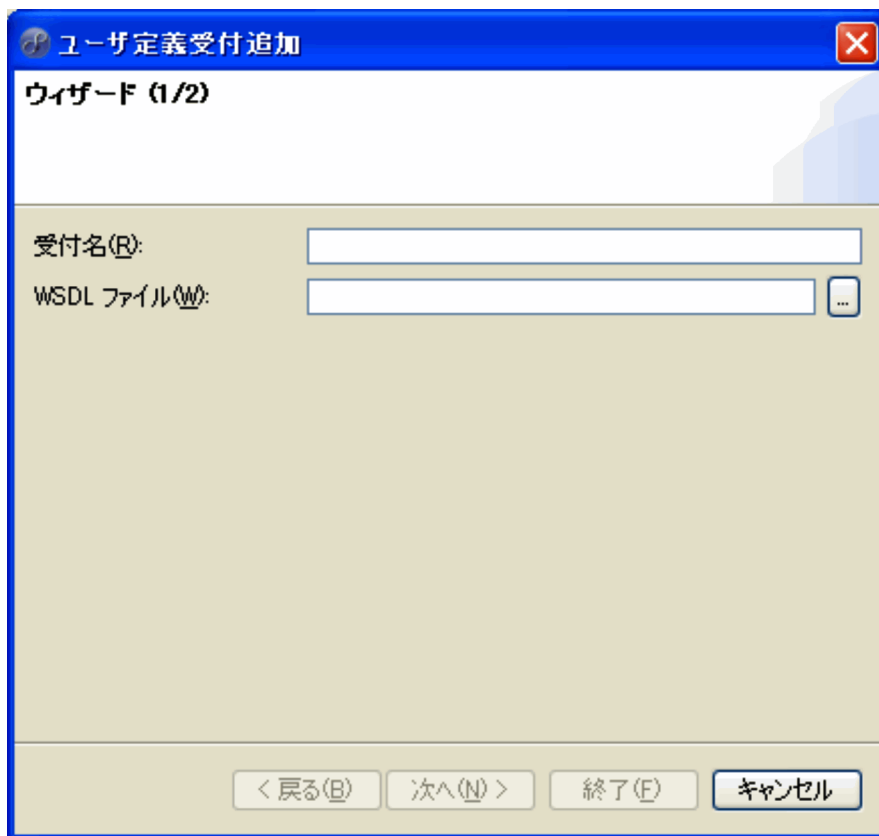 ユーザ定義受付追加
ウィザード (1/2)
受付名(R):
WSDL ファイル(W):
...
< 戻る(B)
次へ(N) >
終了(F)
キャンセル